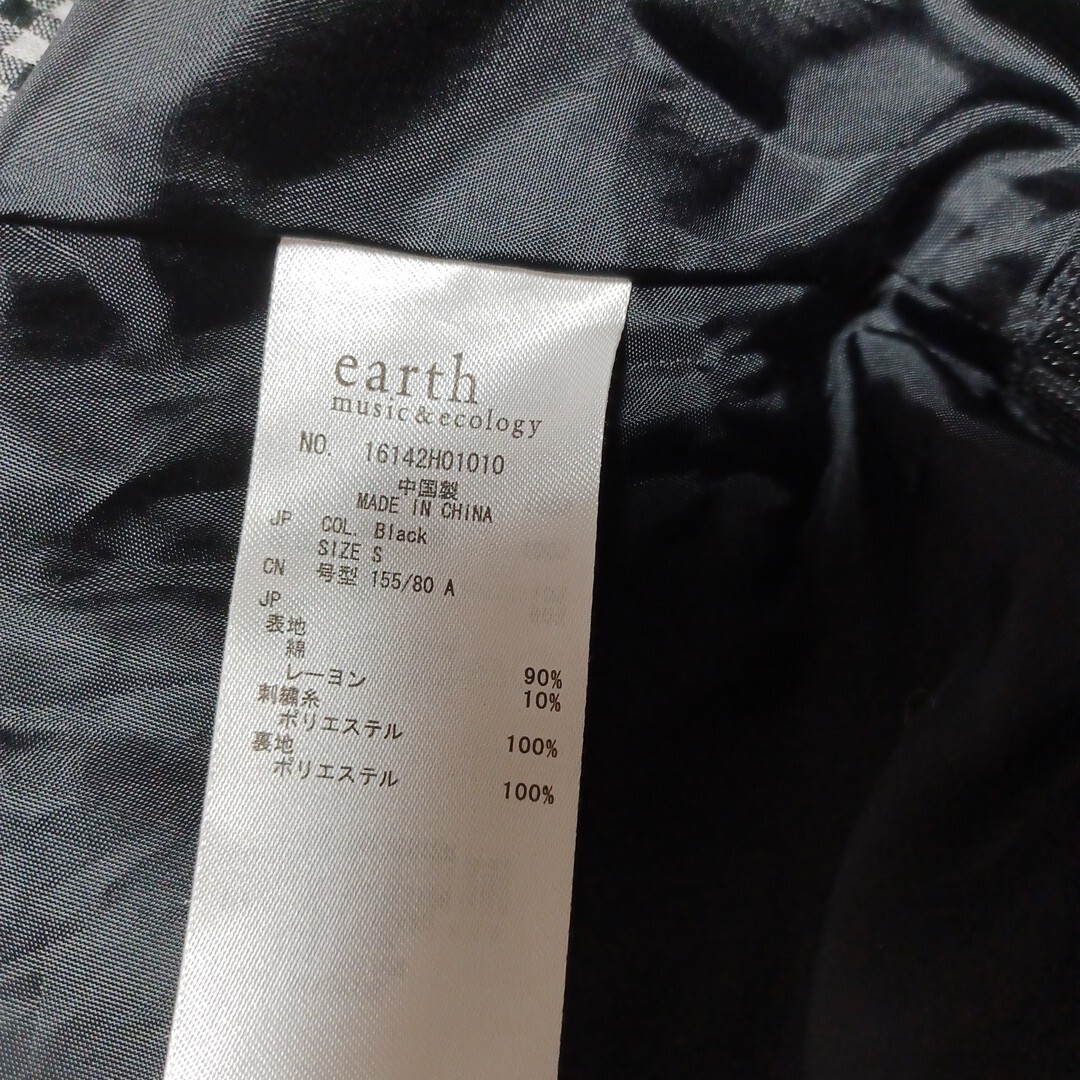 earth
music & ecology
NO. 16142H01010
中国製
MADE IN CHINA
JP COL. Black
SIZE S
CN 号型 155/80 A
JP
表地
綿 90%
レーヨン 10%
刺繍糸
ポリエステル 100%
裏地
ポリエステル 100%